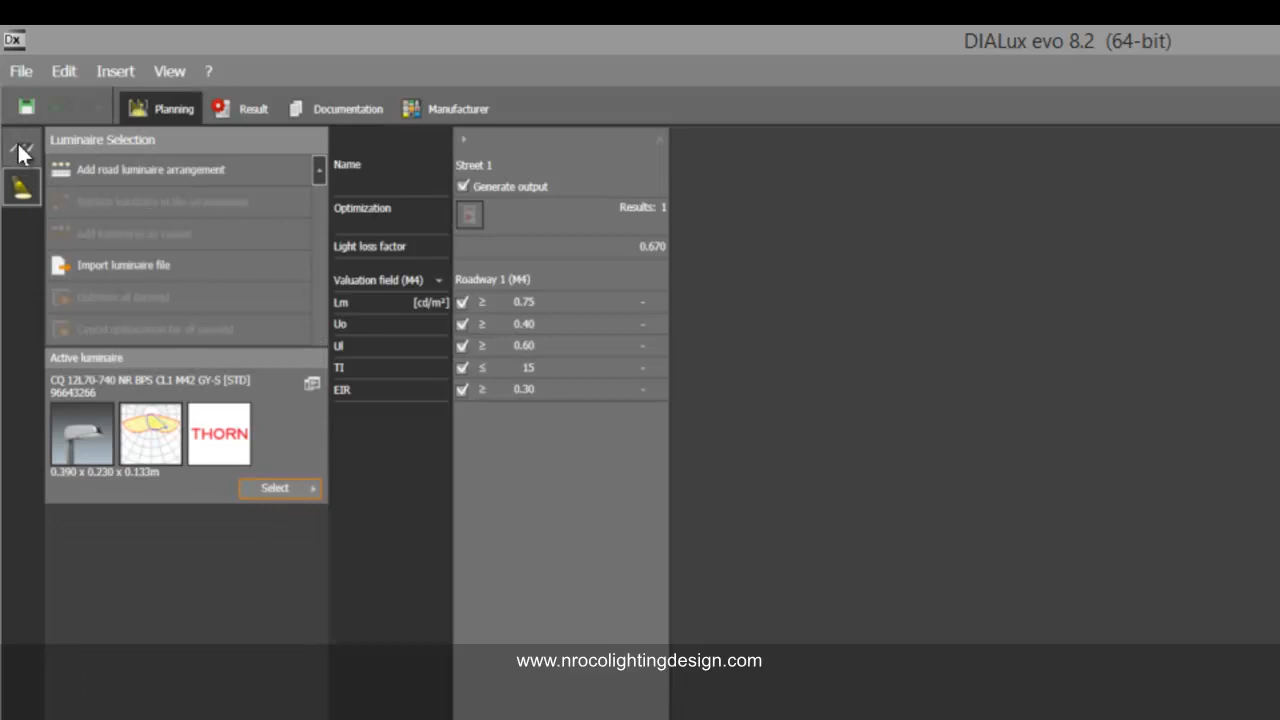 Dx
DIALux evo 8.2 (64-bit)
File Edit Insert View ?
Planning Result Documentation Manufacturer
Luminaire Selection
Add road luminaire arrangement
Import luminaire file
Active luminaire
CQ 12L70-740 NR BPS CL1 M42 GY-S [STD]
96643266
THORN
0.390 x 0.230 x 0.133m
Select
Name Street 1
Generate output
Optimization Results: 1
Light loss factor 0.670
Valuation field (M4) Roadway 1 (M4)
Lm [cd/m²] ≥ 0.75 -
Uo ≥ 0.40 -
Ul ≥ 0.60 -
TI ≤ 15 -
EIR ≥ 0.30 -
www.nrocolightingdesign.com